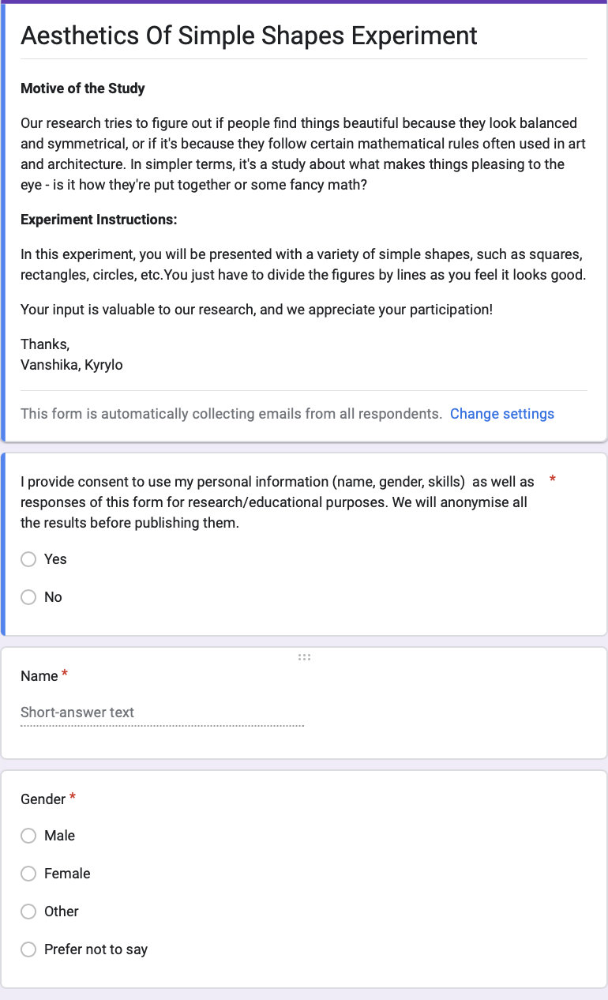 Aesthetics Of Simple Shapes Experiment
Motive of the Study
Our research tries to figure out if people find things beautiful because they look balanced
and symmetrical, or if it's because they follow certain mathematical rules often used in art
and architecture. In simpler terms, it's a study about what makes things pleasing to the
eye - is it how they're put together or some fancy math?
Experiment Instructions:
In this experiment, you will be presented with a variety of simple shapes, such as squares,
rectangles, circles, etc.You just have to divide the figures by lines as you feel it looks good.
Your input is valuable to our research, and we appreciate your participation!
Thanks,
Vanshika, Kyrylo
This form is automatically collecting emails from all respondents. Change settings
I provide consent to use my personal information (name, gender, skills) as well as *
responses of this form for research/educational purposes. We will anonymise all
the results before publishing them.
Yes
No
Name *
Short-answer text
Gender *
Male
Female
Other
Prefer not to say